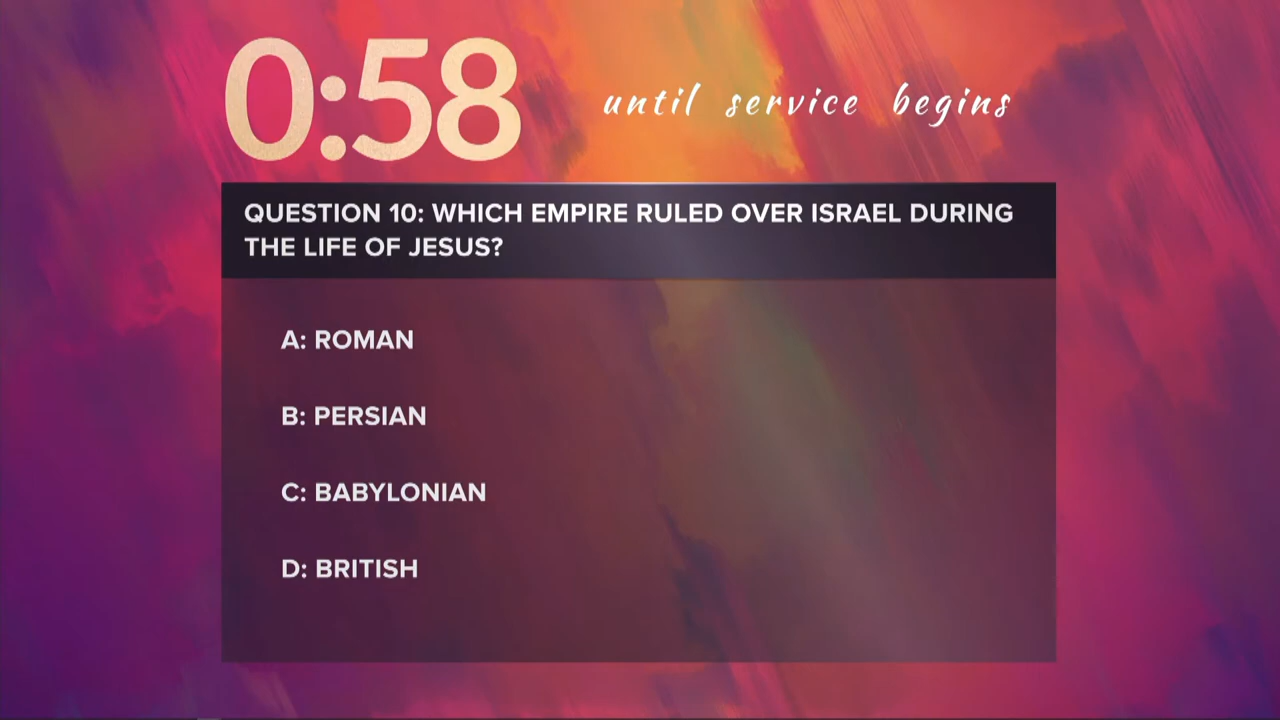 0:58 until service begins
QUESTION 10: WHICH EMPIRE RULED OVER ISRAEL DURING
THE LIFE OF JESUS?
A: ROMAN
B: PERSIAN
C: BABYLONIAN
D: BRITISH